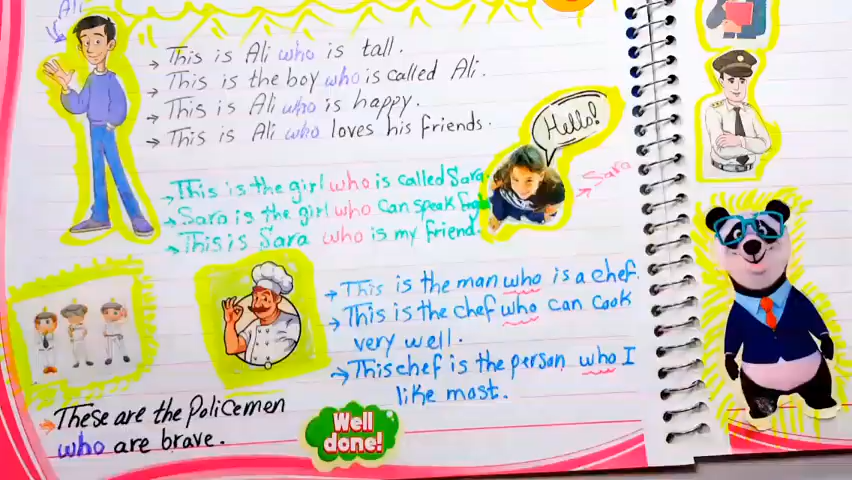 Ali
This is Ali who is tall.
This is the boy who is called Ali.
This is Ali who is happy.
This is Ali who loves his friends.
Hello!
Sara
This is the girl who is called Sara.
Sara is the girl who can speak
This is Sara who is my friend.
This is the man who is a chef.
This is the chef who can cook
very well.
This chef is the person who I
like most.
These are the Policemen
who are brave.
Well
done!